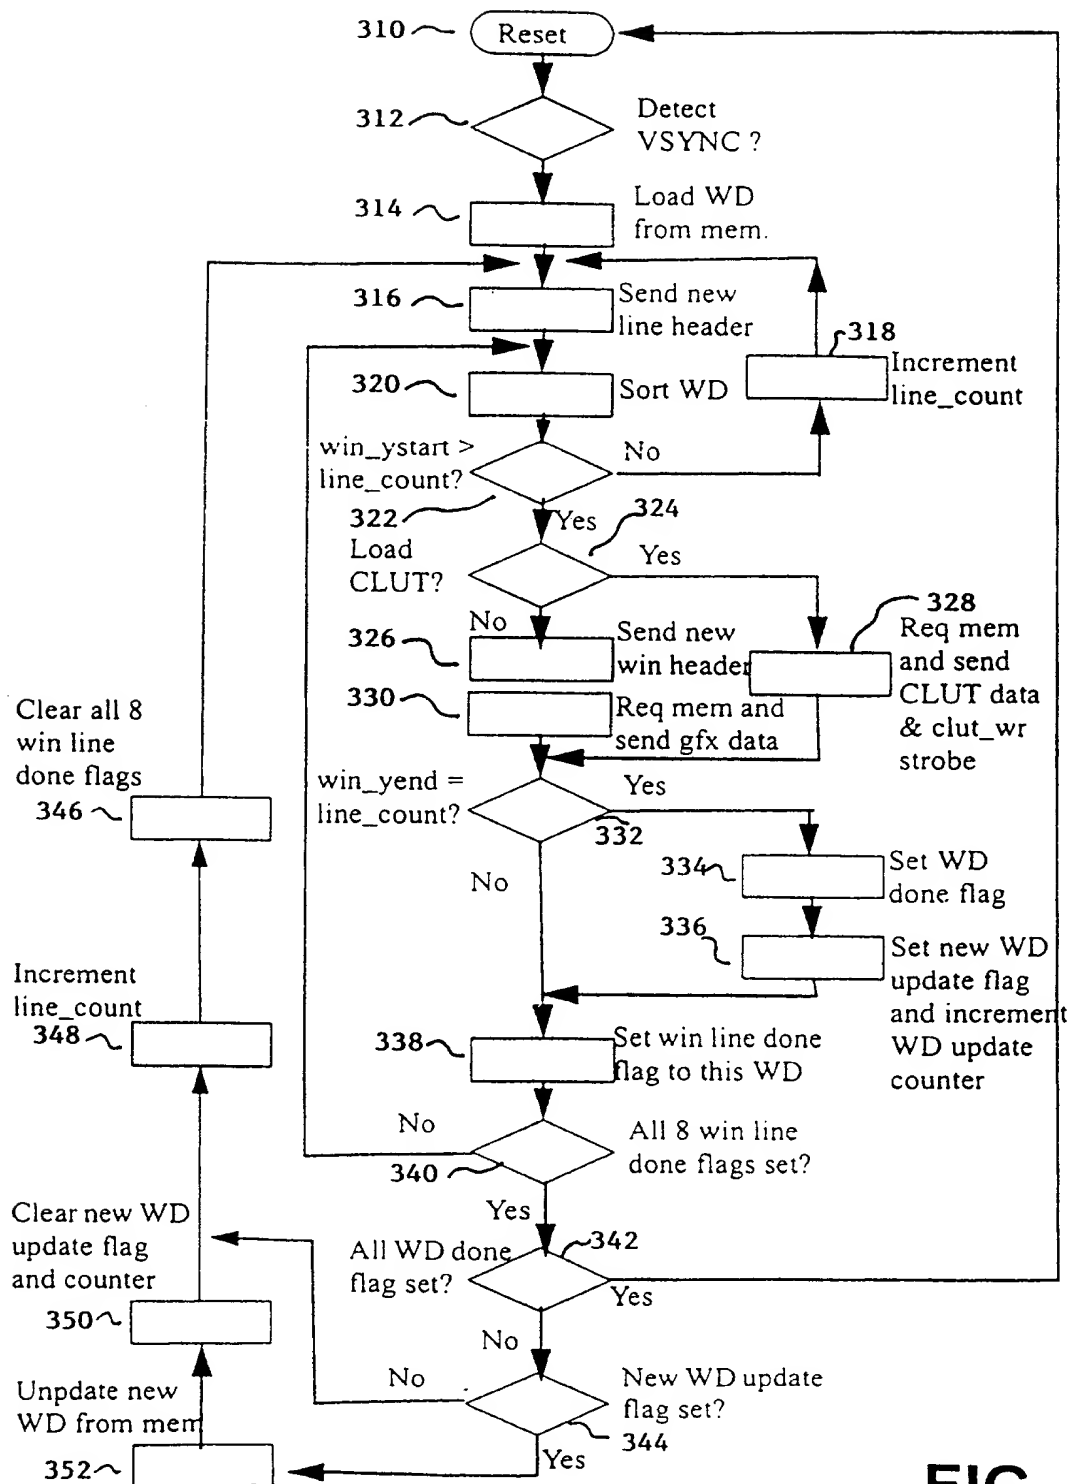 310
Reset
312
Detect
VSYNC ?
314
Load WD
from mem.
316
Send new
line header
318
Increment
line_count
320
Sort WD
win_ystart >
line_count?
No
322
Yes
324
Load
CLUT?
Yes
No
326
Send new
win header
328
Req mem
and send
CLUT data
& clut_wr
strobe
330
Req mem and
send gfx data
win_yend =
line_count?
Yes
332
No
334
Set WD
done flag
336
Set new WD
update flag
and increment
WD update
counter
338
Set win line done
flag to this WD
No
340
All 8 win line
done flags set?
Yes
342
All WD done
flag set?
Yes
No
No
New WD update
flag set?
344
Yes
Clear all 8
win line
done flags
346
Increment
line_count
348
Clear new WD
update flag
and counter
350
Unpdate new
WD from mem
352
FIG